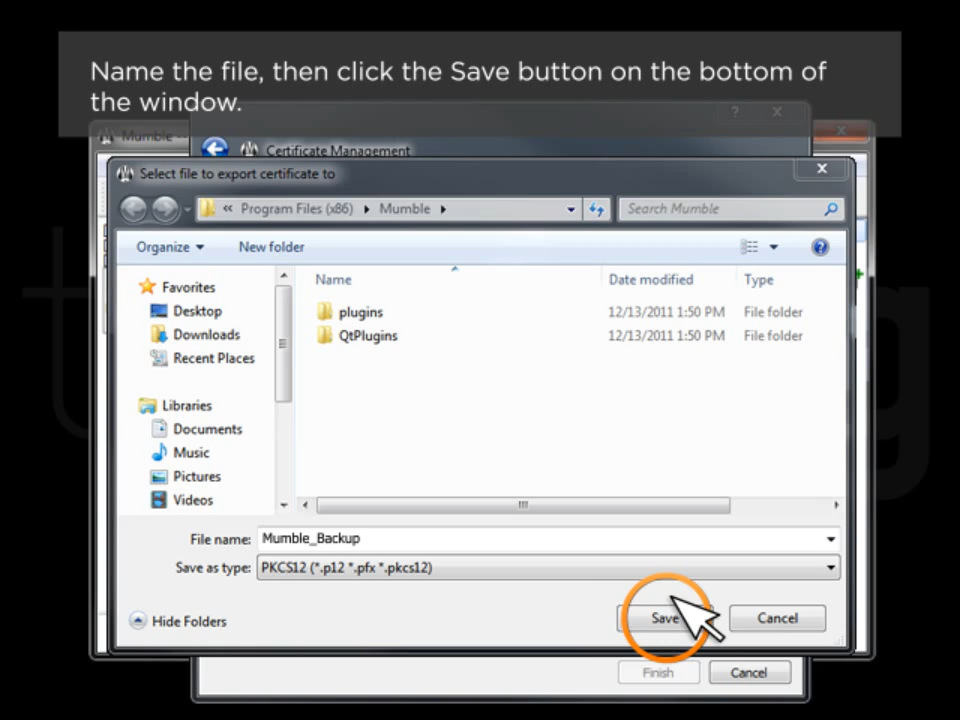 Name the file, then click the Save button on the bottom of
the window.
Mumble --
Certificate Management
Select file to export certificate to
« Program Files (x86) Mumble
Search Mumble
Organize New folder
Name Date modified Type
Favorites
Desktop
Downloads
Recent Places
Libraries
Documents
Music
Pictures
Videos
plugins 12/13/2011 1:50 PM File folder
QtPlugins 12/13/2011 1:50 PM File folder
File name: Mumble_Backup
Save as type: PKCS12 (*.p12 *.pfx *.pkcs12)
Hide Folders
Save Cancel
Finish Cancel